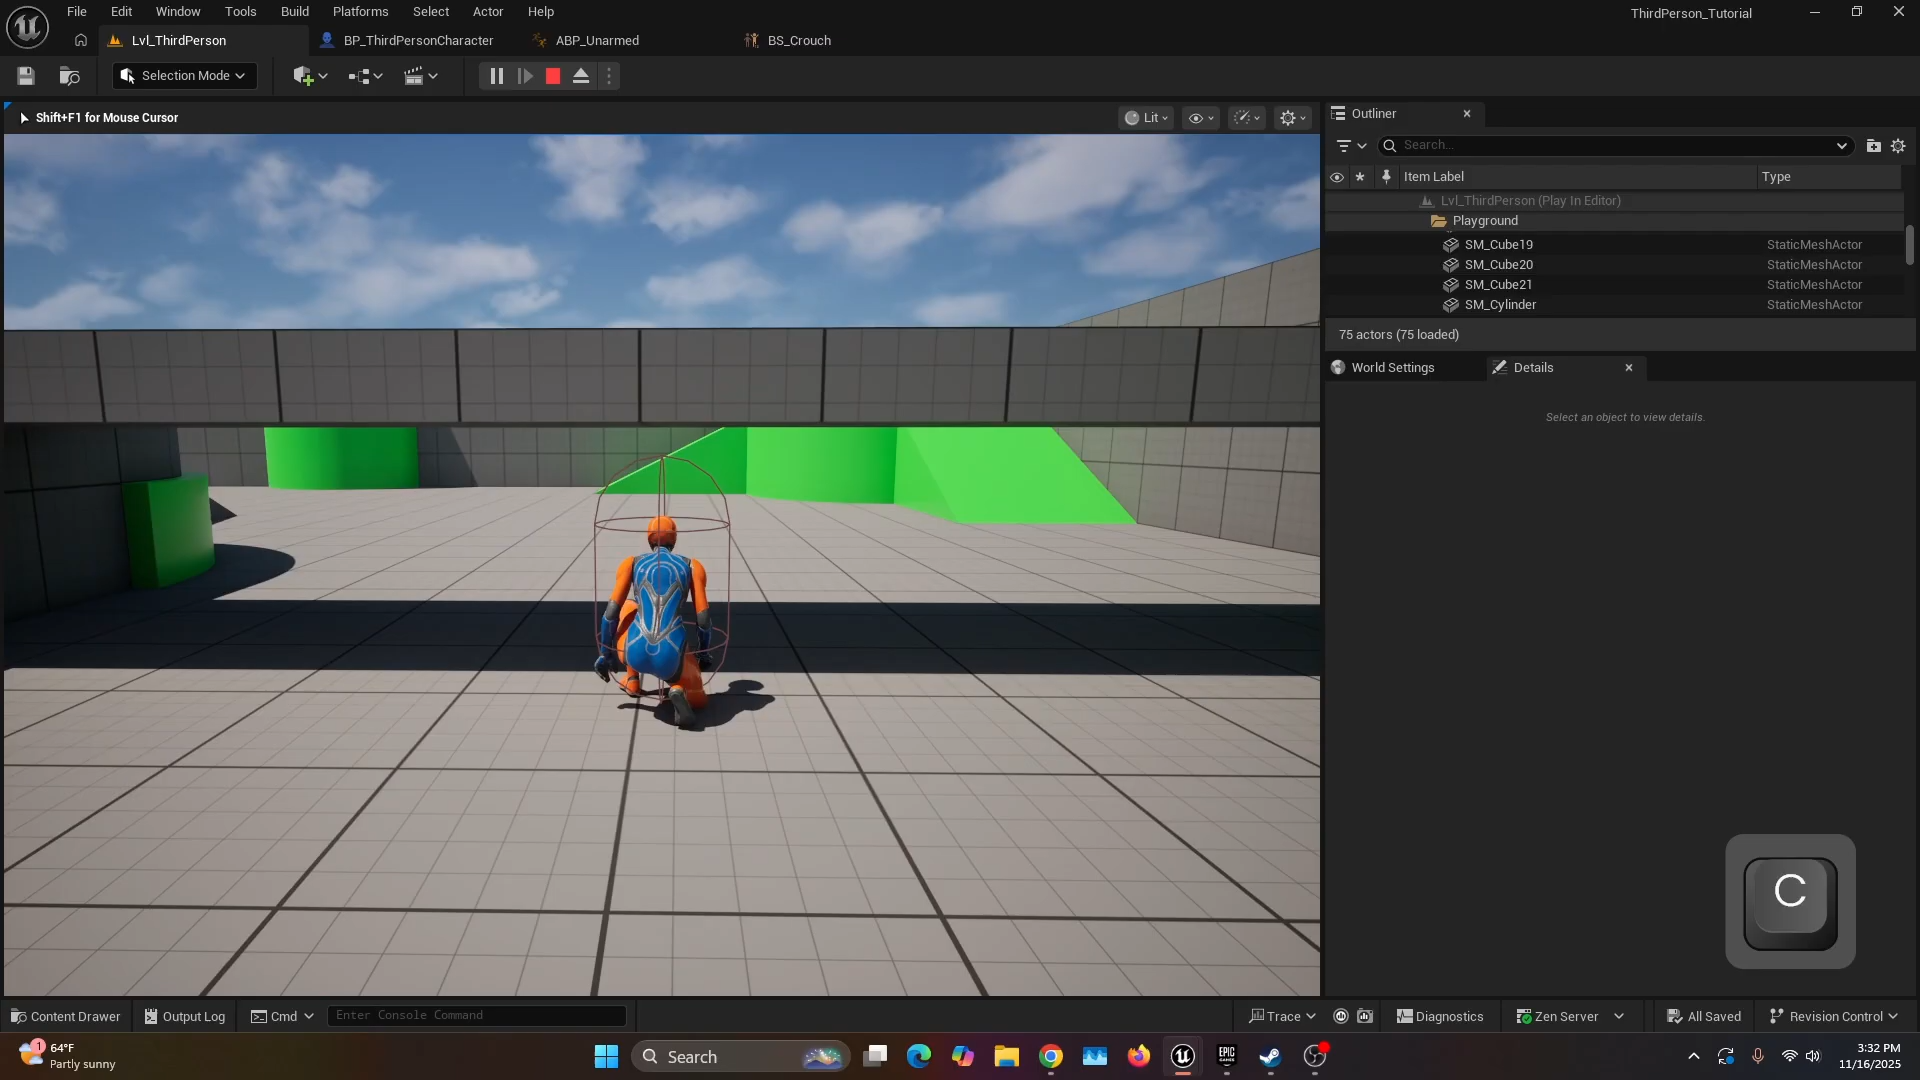 File Edit Window Tools Build Platforms Select Actor Help
ThirdPerson_Tutorial
Lvl_ThirdPerson
BP_ThirdPersonCharacter
ABP_Unarmed
BS_Crouch
Selection Mode
Shift+F1 for Mouse Cursor
Lit
Outliner
Search...
Item Label
Type
Lvl_ThirdPerson (Play In Editor)
Playground
SM_Cube19 StaticMeshActor
SM_Cube20 StaticMeshActor
SM_Cube21 StaticMeshActor
SM_Cylinder StaticMeshActor
75 actors (75 loaded)
World Settings
Details
Select an object to view details.
C
Content Drawer
Output Log
Cmd
Enter Console Command
Trace
Diagnostics
Zen Server
All Saved
Revision Control
1
64°F
Partly sunny
Search
EPIC
GAMES
3:32 PM
11/16/2025